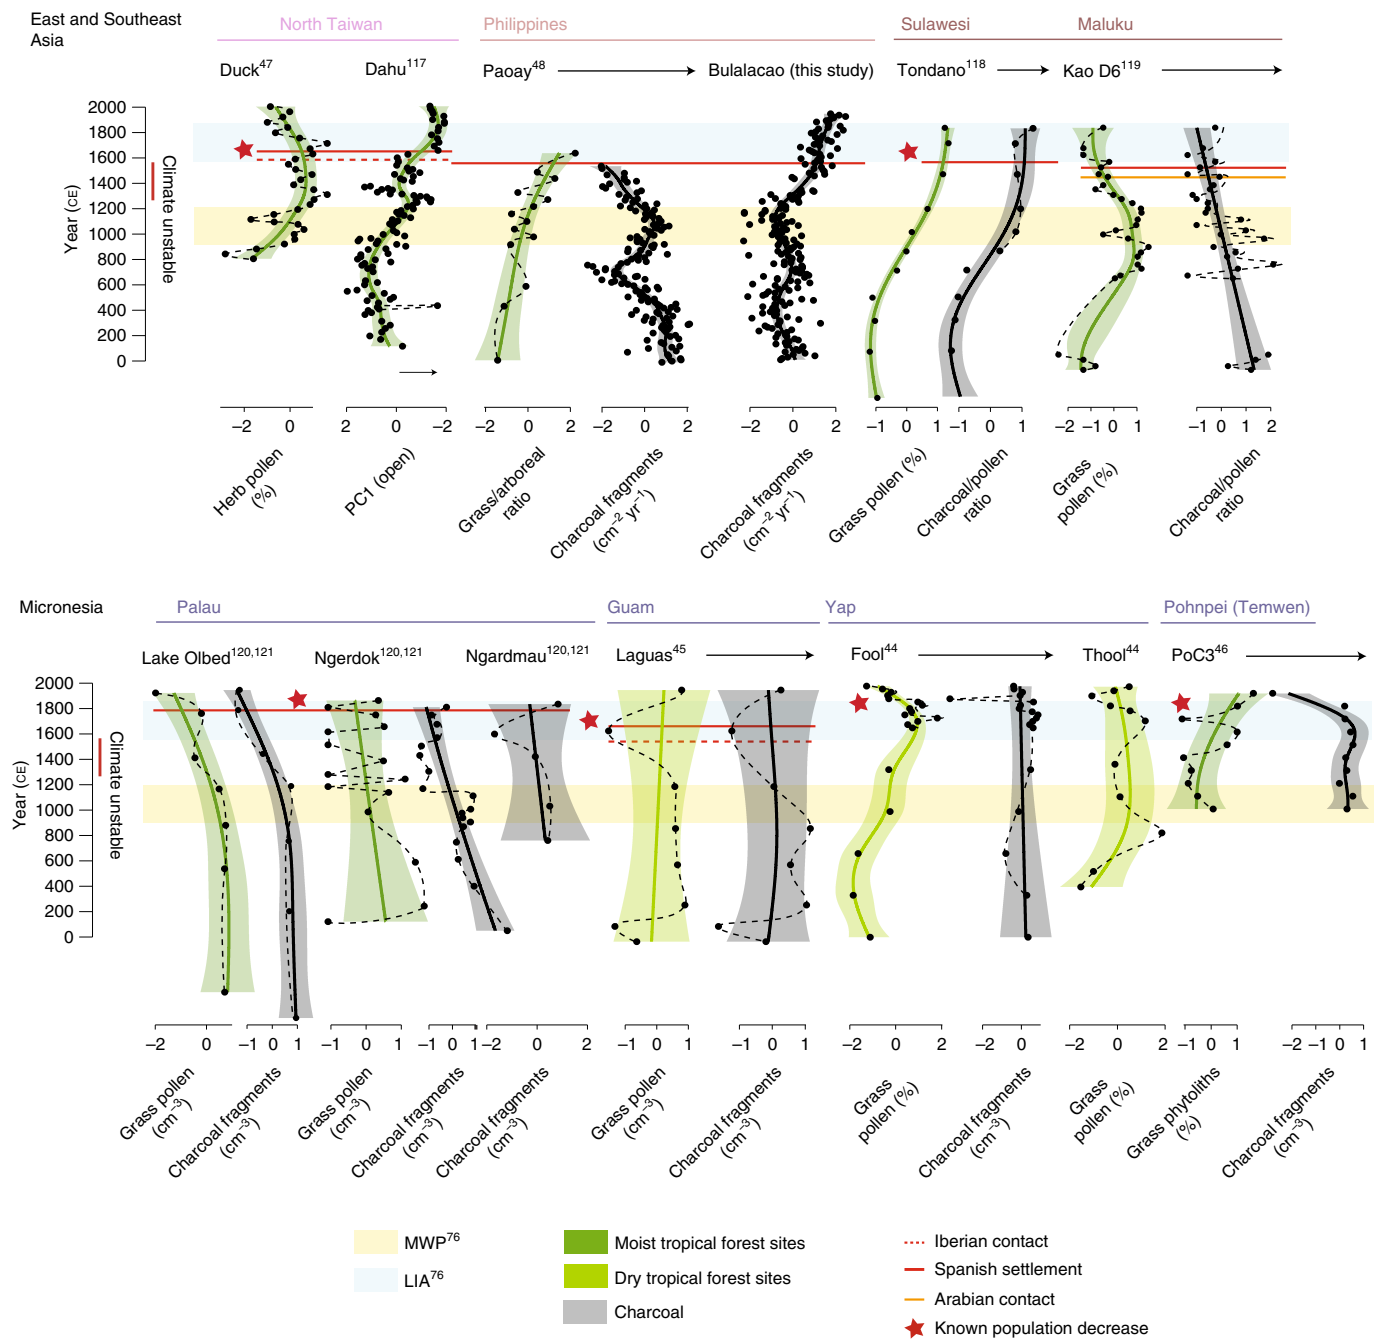 East and Southeast
Asia
North Taiwan
Philippines
Sulawesi
Maluku
Duck47
Dahu117
Paoay48
Bulalacao (this study)
Tondano118
Kao D6119
2000
1800
1600
1400
1200
1000
800
600
400
200
0
Year (CE)
Climate unstable
−2 0
2 0 −2
−2 0 2
−2 0 2
−2 0 2
−1 0 1
−1 0 1
−2 −1 0 1
−1 0 1 2
Herb pollen
(%)
PC1 (open)
Grass/arboreal
ratio
Charcoal fragments
(cm−2 yr−1)
Charcoal fragments
(cm−2 yr−1)
Grass pollen (%)
Charcoal/pollen
ratio
Grass
pollen (%)
Charcoal/pollen
ratio
Micronesia
Palau
Guam
Yap
Pohnpei (Temwen)
Lake Olbed120,121
Ngerdok120,121
Ngardmau120,121
Laguas45
Fool44
Thool44
PoC346
2000
1800
1600
1400
1200
1000
800
600
400
200
0
Year (CE)
Climate unstable
−2 0
−1 0 1
−1 0 1
−1 0 1
−2 0 2
−1 0 1
−1 0 1
−2 0 2
−2 0
−2 0 2
−1 0 1
−2 −1 0 1
Grass pollen
(cm−3)
Charcoal fragments
(cm−3)
Grass pollen
(cm−3)
Charcoal fragments
(cm−3)
Charcoal fragments
(cm−3)
Grass pollen
(cm−3)
Charcoal fragments
(cm−3)
Grass
pollen (%)
Charcoal fragments
(cm−3)
Grass
pollen (%)
Grass phytoliths
(%)
Charcoal fragments
(cm−3)
MWP76
LIA76
Moist tropical forest sites
Dry tropical forest sites
Charcoal
Iberian contact
Spanish settlement
Arabian contact
Known population decrease